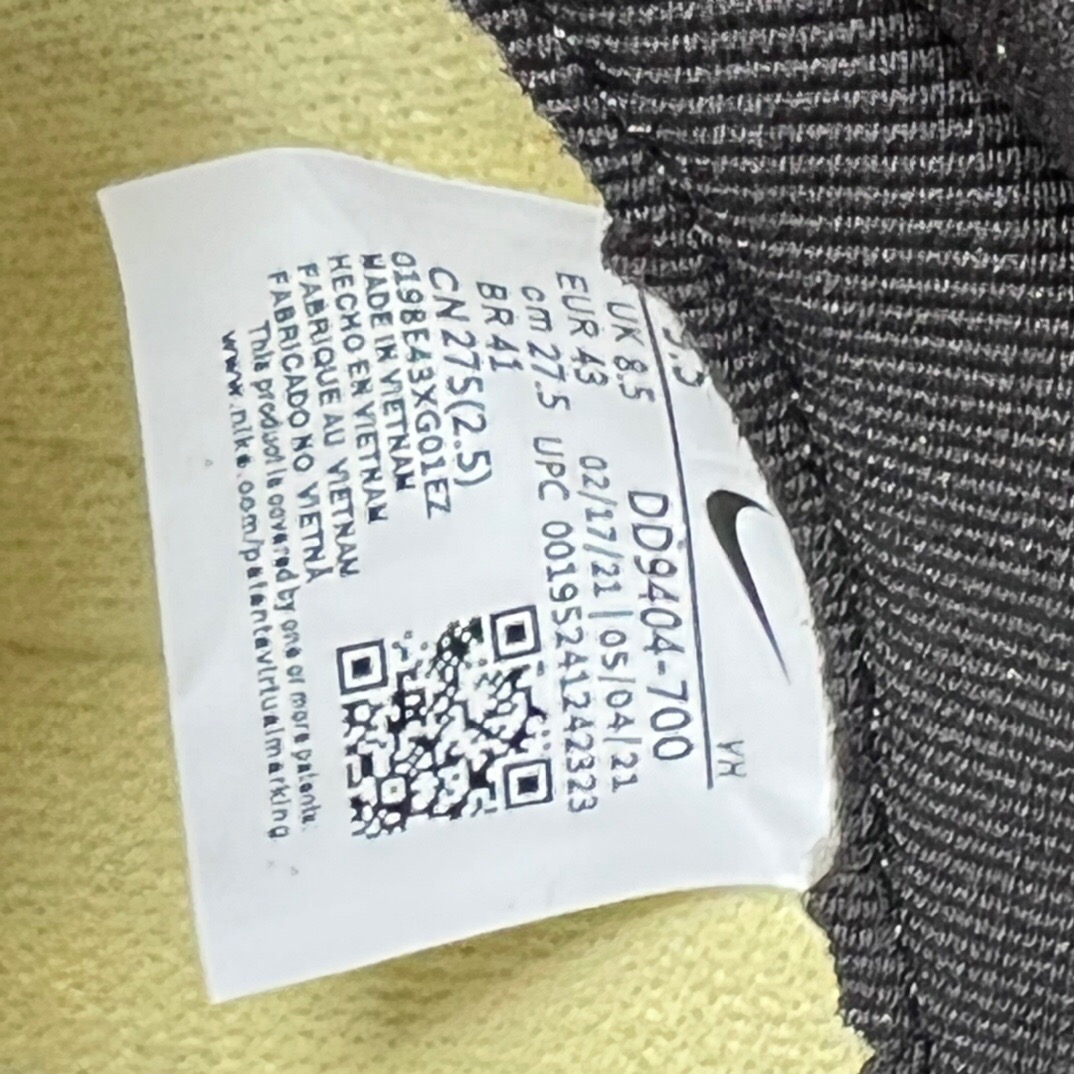 VN
DD9404-700
UK 8.5
EUR 43 02/17/21 | 05/04/21
cm 27.5 UPC 00195241242323
BR 41
CN 275(2.5)
0198E43XG01EZ
MADE IN VIETNAM
HECHO EN VIETNAM
FABRIQUE AU VIETNAM
FABRICADO NO VIETNÃ
This product is covered by one or more patents:
www.nike.com/patentsvirtualmarking.